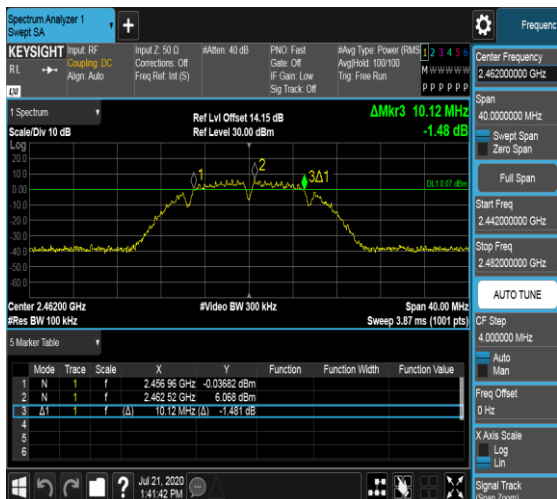 Spectrum Analyzer 1
Swept SA
+
Frequenc
KEYSIGHT Input: RF Input Z: 50 Ω #Atten: 40 dB PNO: Fast #Avg Type: Power (RMS 1 2 3 4 5 6
RL Coupling: DC Corrections: Off Gate: Off Avg|Hold: 100/100 M W W W W W
Align: Auto Freq Ref: Int (S) IF Gain: Low Trig: Free Run
Sig Track: Off P P P P P P
LXI
1 Spectrum
Scale/Div 10 dB
Ref Lvl Offset 14.15 dB
Ref Level 30.00 dBm
ΔMkr3 10.12 MHz
-1.48 dB
Log
20.0
10.0
0.00
-10.0
-20.0
-30.0
-40.0
-50.0
-60.0
1
2
3Δ1
DL1 0.07 dBm
Center 2.46200 GHz #Video BW 300 kHz Span 40.00 MHz
#Res BW 100 kHz Sweep 3.87 ms (1001 pts)
5 Marker Table
Mode Trace Scale X Y Function Function Width Function Value
1 N 1 f 2.456 96 GHz -0.03682 dBm
2 N 1 f 2.462 52 GHz 6.068 dBm
3 Δ1 1 f (Δ) 10.12 MHz (Δ) -1.481 dB
4
5
6
Jul 21, 2020
1:41:42 PM
?
Center Frequency
2.462000000 GHz
Span
40.0000000 MHz
Swept Span
Zero Span
Full Span
Start Freq
2.442000000 GHz
Stop Freq
2.482000000 GHz
AUTO TUNE
CF Step
4.000000 MHz
Auto
Man
Freq Offset
0 Hz
X Axis Scale
Log
Lin
Signal Track
(Span Zoom)